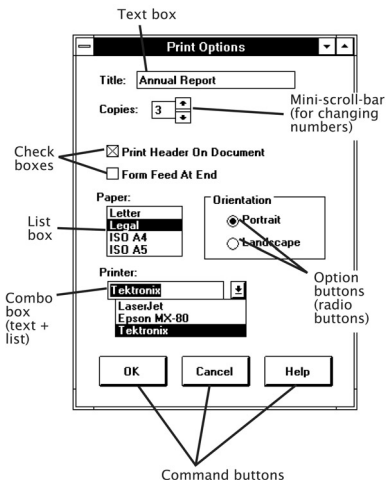 Text box
Print Options
Title: Annual Report
Copies: 3
Mini-scroll-bar
(for changing
numbers)
Check
boxes
Print Header On Document
Form Feed At End
Paper:
Letter
Legal
ISO A4
ISO A5
List
box
Orientation
Portrait
Landscape
Option
buttons
(radio
buttons)
Printer:
Tektronix
LaserJet
Epson MX-80
Tektronix
Combo
box
(text +
list)
OK
Cancel
Help
Command buttons